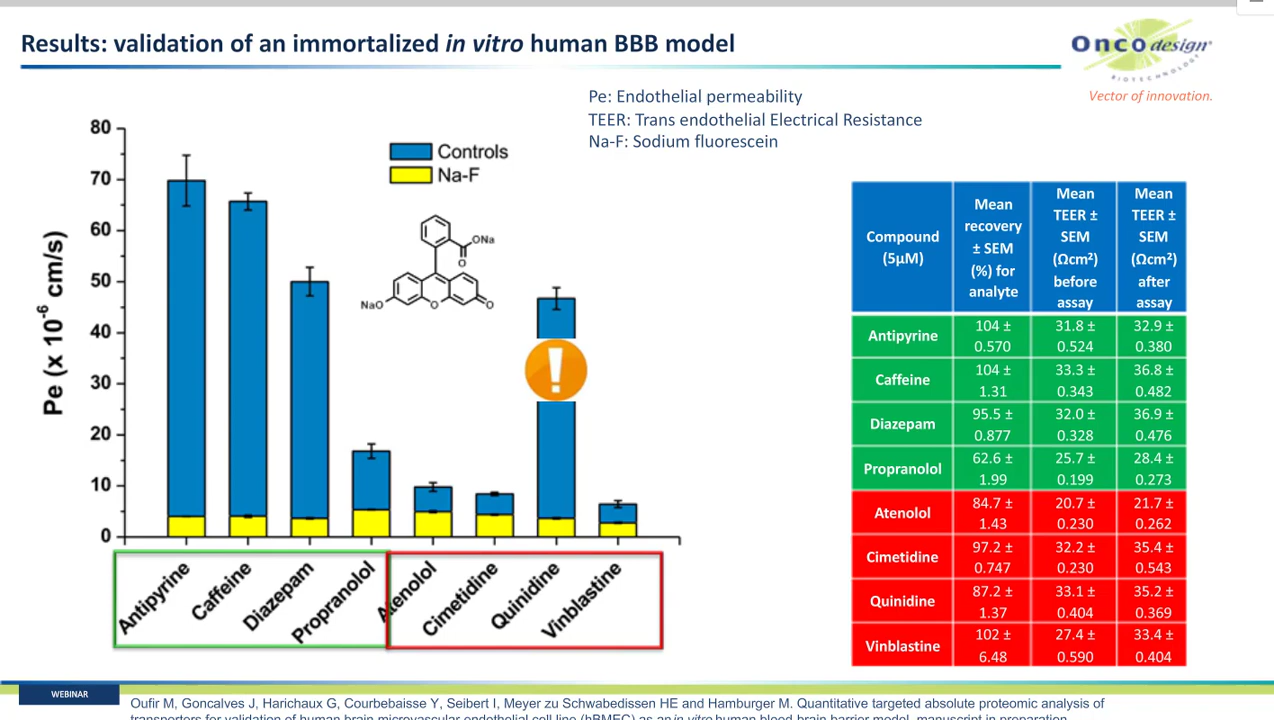 Results: validation of an immortalized in vitro human BBB model
Oncodesign®
BIOTECHNOLOGY
Vector of innovation.
Pe: Endothelial permeability
TEER: Trans endothelial Electrical Resistance
Na-F: Sodium fluorescein
Pe (x 10⁻⁶ cm/s)
80
70
60
50
40
30
20
10
0
Controls
Na-F
ONa
O
NaO
O
O
!
Antipyrine
Caffeine
Diazepam
Propranolol
Atenolol
Cimetidine
Quinidine
Vinblastine
Compound (5µM) Mean recovery ± SEM (%) for analyte Mean TEER ± SEM (Ωcm²) before assay Mean TEER ± SEM (Ωcm²) after assay
Antipyrine 104 ± 0.570 31.8 ± 0.524 32.9 ± 0.380
Caffeine 104 ± 1.31 33.3 ± 0.343 36.8 ± 0.482
Diazepam 95.5 ± 0.877 32.0 ± 0.328 36.9 ± 0.476
Propranolol 62.6 ± 1.99 25.7 ± 0.199 28.4 ± 0.273
Atenolol 84.7 ± 1.43 20.7 ± 0.230 21.7 ± 0.262
Cimetidine 97.2 ± 0.747 32.2 ± 0.230 35.4 ± 0.543
Quinidine 87.2 ± 1.37 33.1 ± 0.404 35.2 ± 0.369
Vinblastine 102 ± 6.48 27.4 ± 0.590 33.4 ± 0.404
WEBINAR
Oufir M, Goncalves J, Harichaux G, Courbebaisse Y, Seibert I, Meyer zu Schwabedissen HE and Hamburger M. Quantitative targeted absolute proteomic analysis of
transporters for validation of human brain microvascular endothelial cell line (hBMEC) as an in vitro human blood-brain barrier model, manuscript in preparation